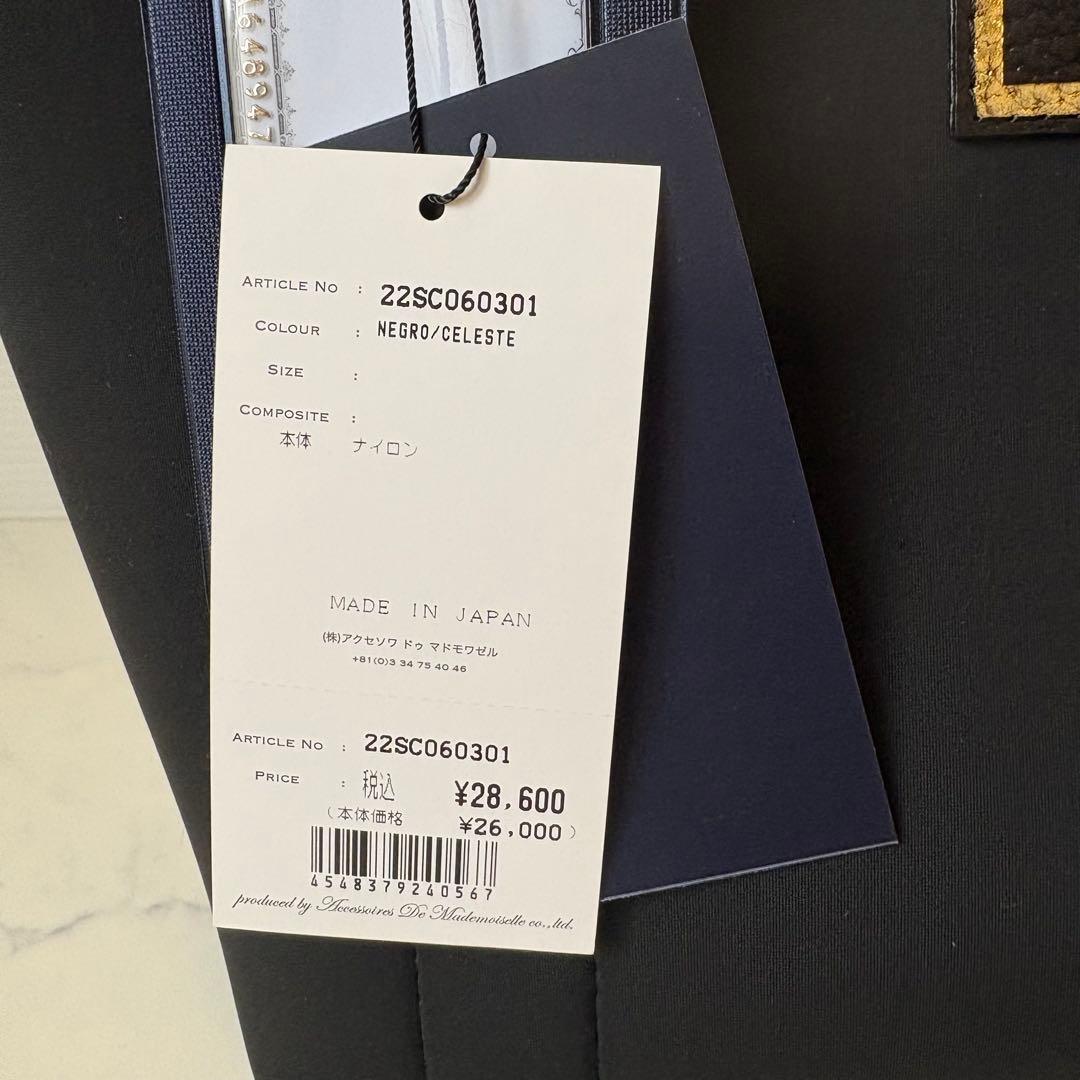 648947
ARTICLE NO : 22SC060301
COLOUR : NEGRO/CELESTE
SIZE :
COMPOSITE :
本体 ナイロン
MADE IN JAPAN
(株)アクセソワ ドゥ マドモワゼル
+81(0)3 34 75 40 46
ARTICLE NO : 22SC060301
PRICE : 税込 ¥28,600
(本体価格 ¥26,000)
4548379240567
produced by Accessoires De Mademoiselle co.,ltd.